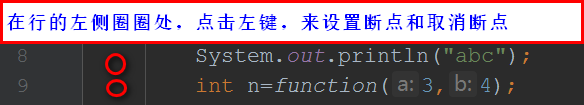 在行的左侧圈圈处，点击左键，来设置断点和取消断点
8 System.out.println("abc");
9 int n=function( a: 3, b: 4);